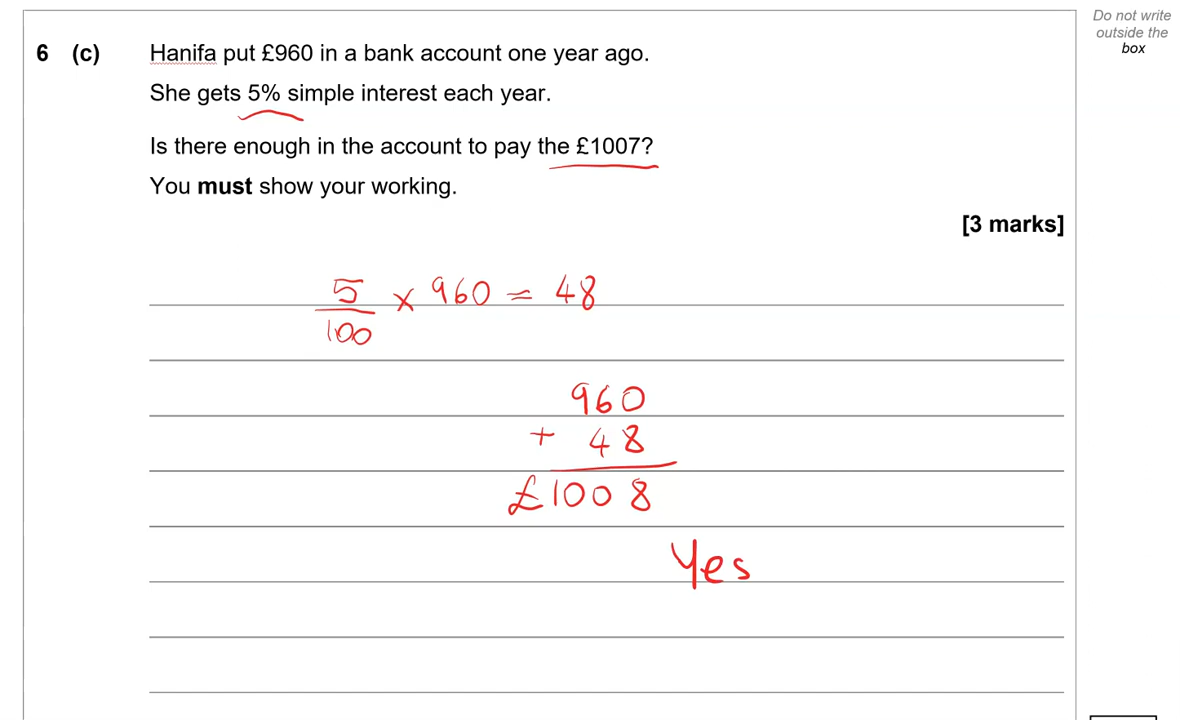 Do not write
outside the
box
6 (c) Hanifa put £960 in a bank account one year ago.
She gets 5% simple interest each year.
Is there enough in the account to pay the £1007?
You must show your working.
[3 marks]
5/100 × 960 = 48
960
+ 48
£1008
Yes